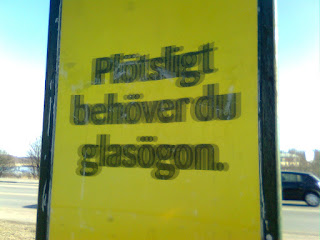 Plötsligt
behöver du
glasögon.